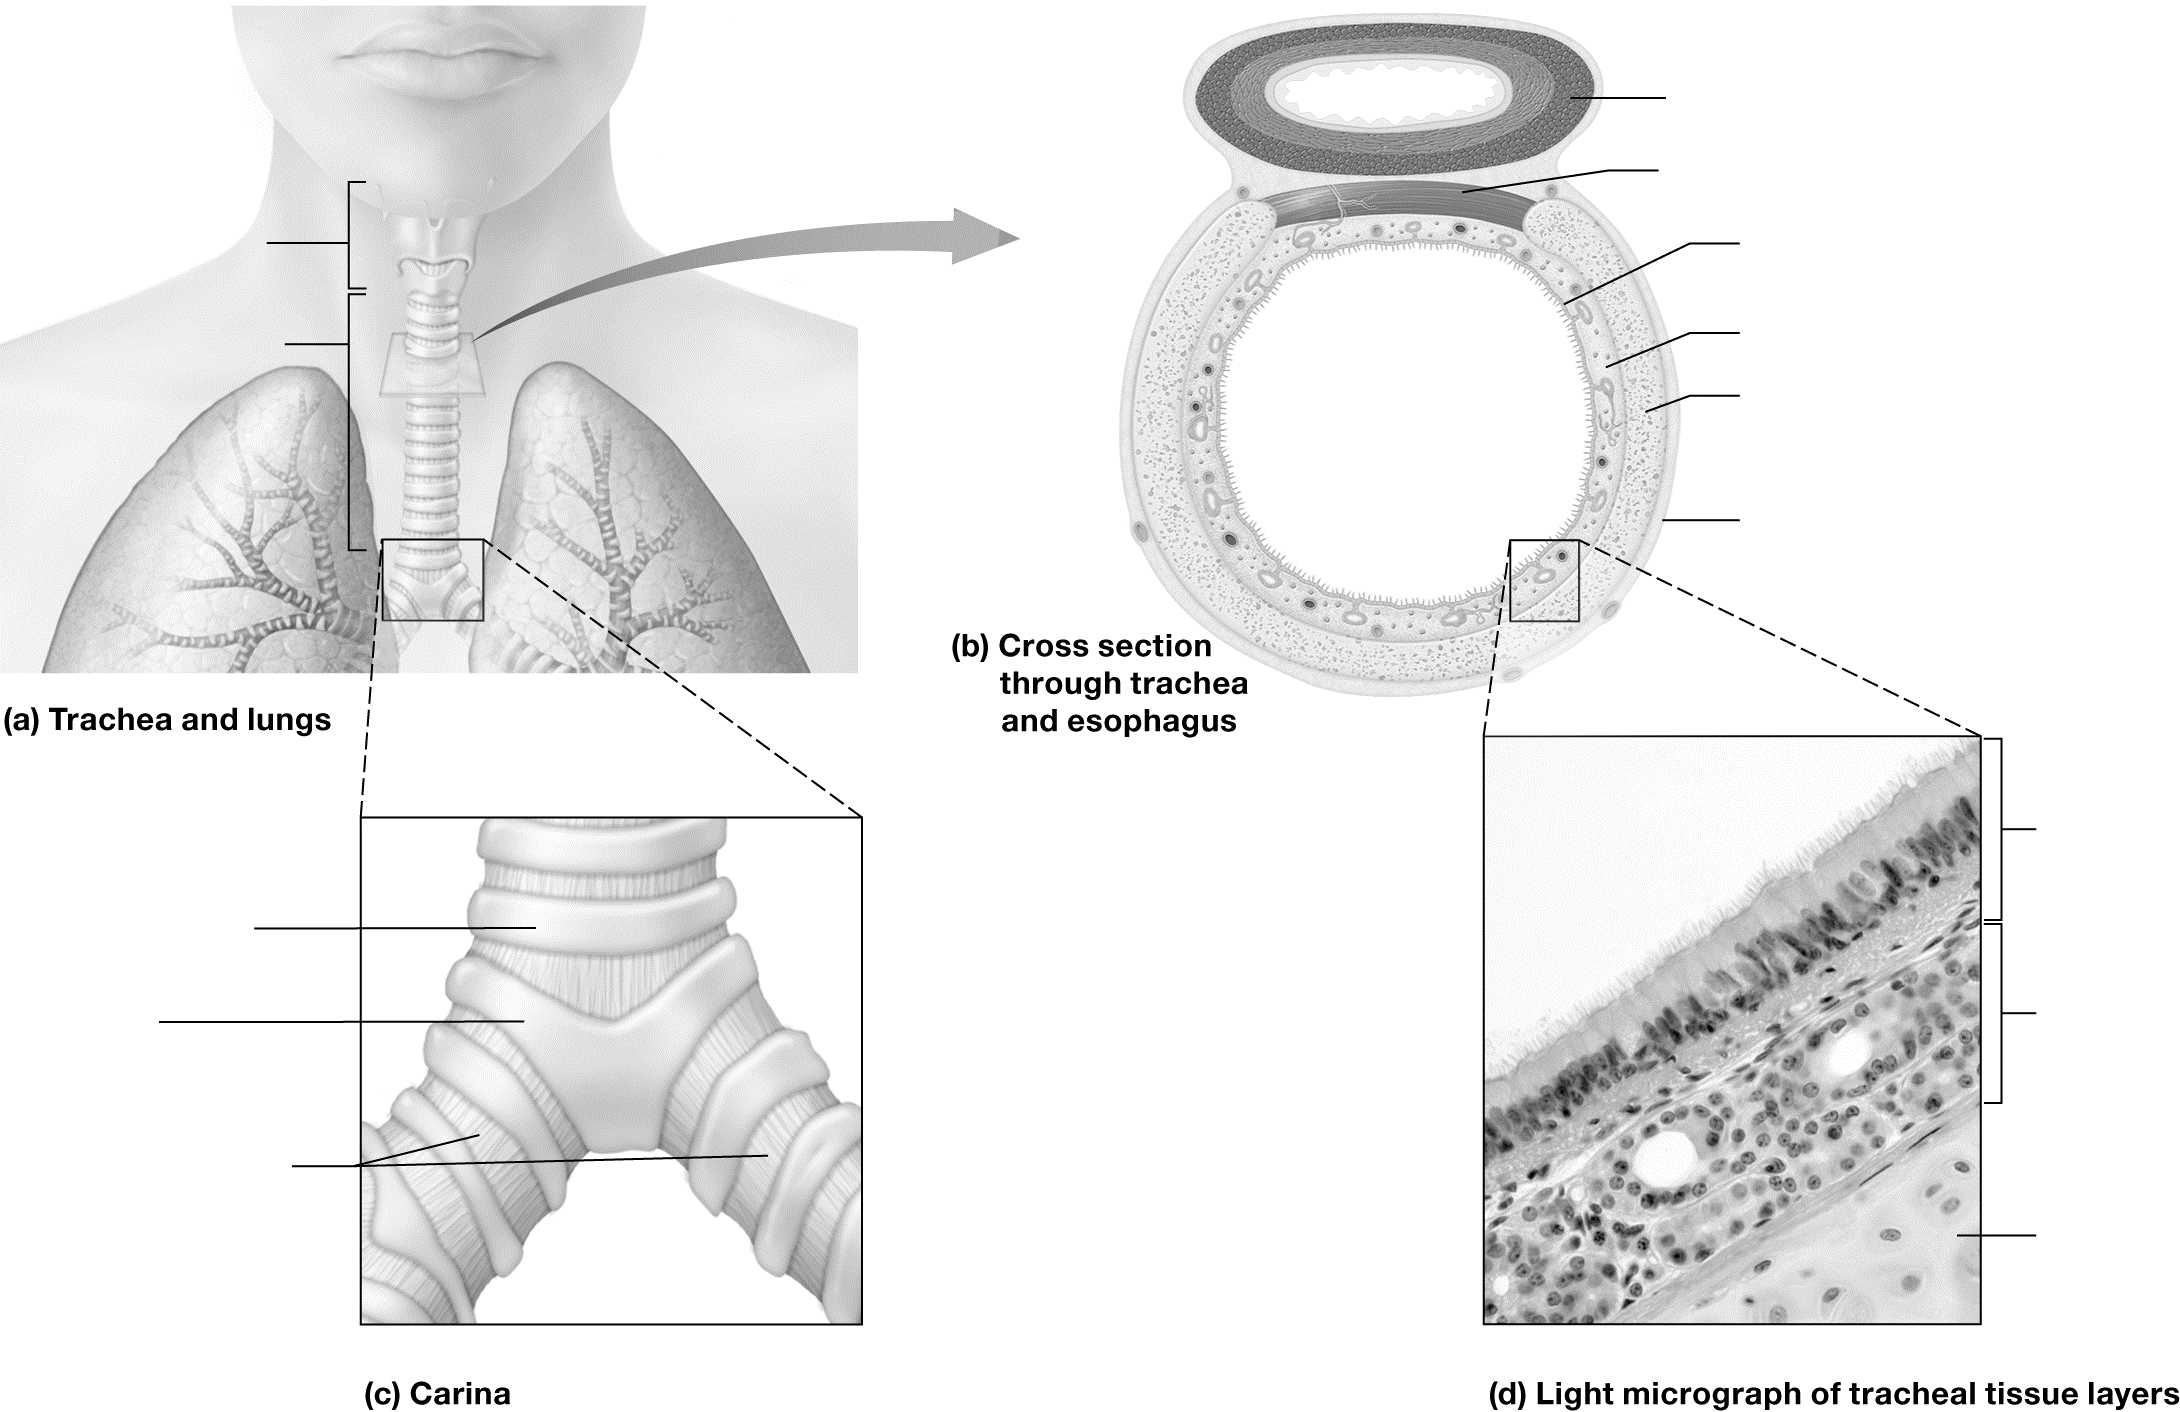 (a) Trachea and lungs
(b) Cross section
through trachea
and esophagus
(c) Carina
(d) Light micrograph of tracheal tissue layers